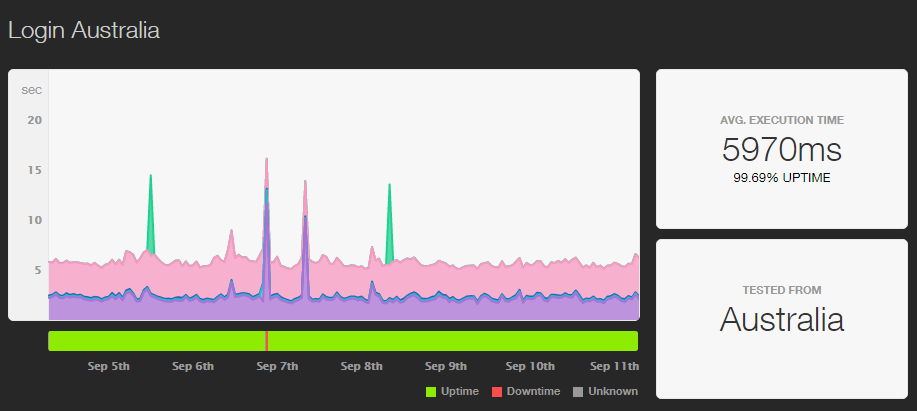 Login Australia
sec
20
15
10
5
Sep 5th Sep 6th Sep 7th Sep 8th Sep 9th Sep 10th Sep 11th
Uptime Downtime Unknown
AVG. EXECUTION TIME
5970ms
99.69% UPTIME
TESTED FROM
Australia